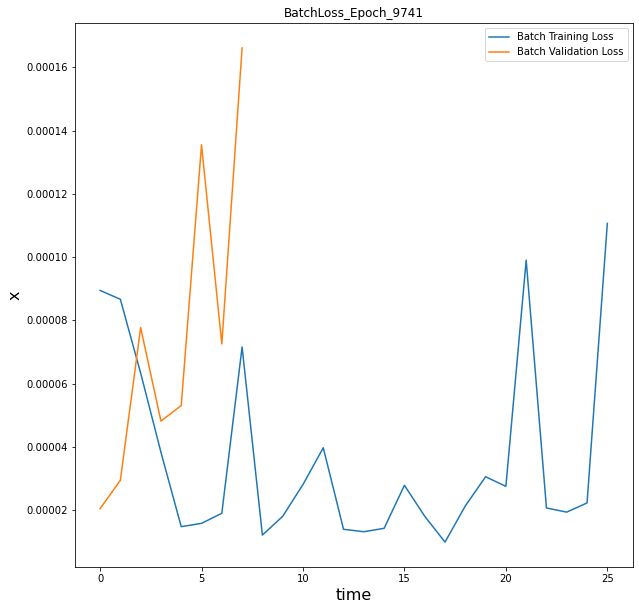 BatchLoss_Epoch_9741
Batch Training Loss
Batch Validation Loss
0.00016
0.00014
0.00012
0.00010
0.00008
0.00006
0.00004
0.00002
x
0 5 10 15 20 25
time